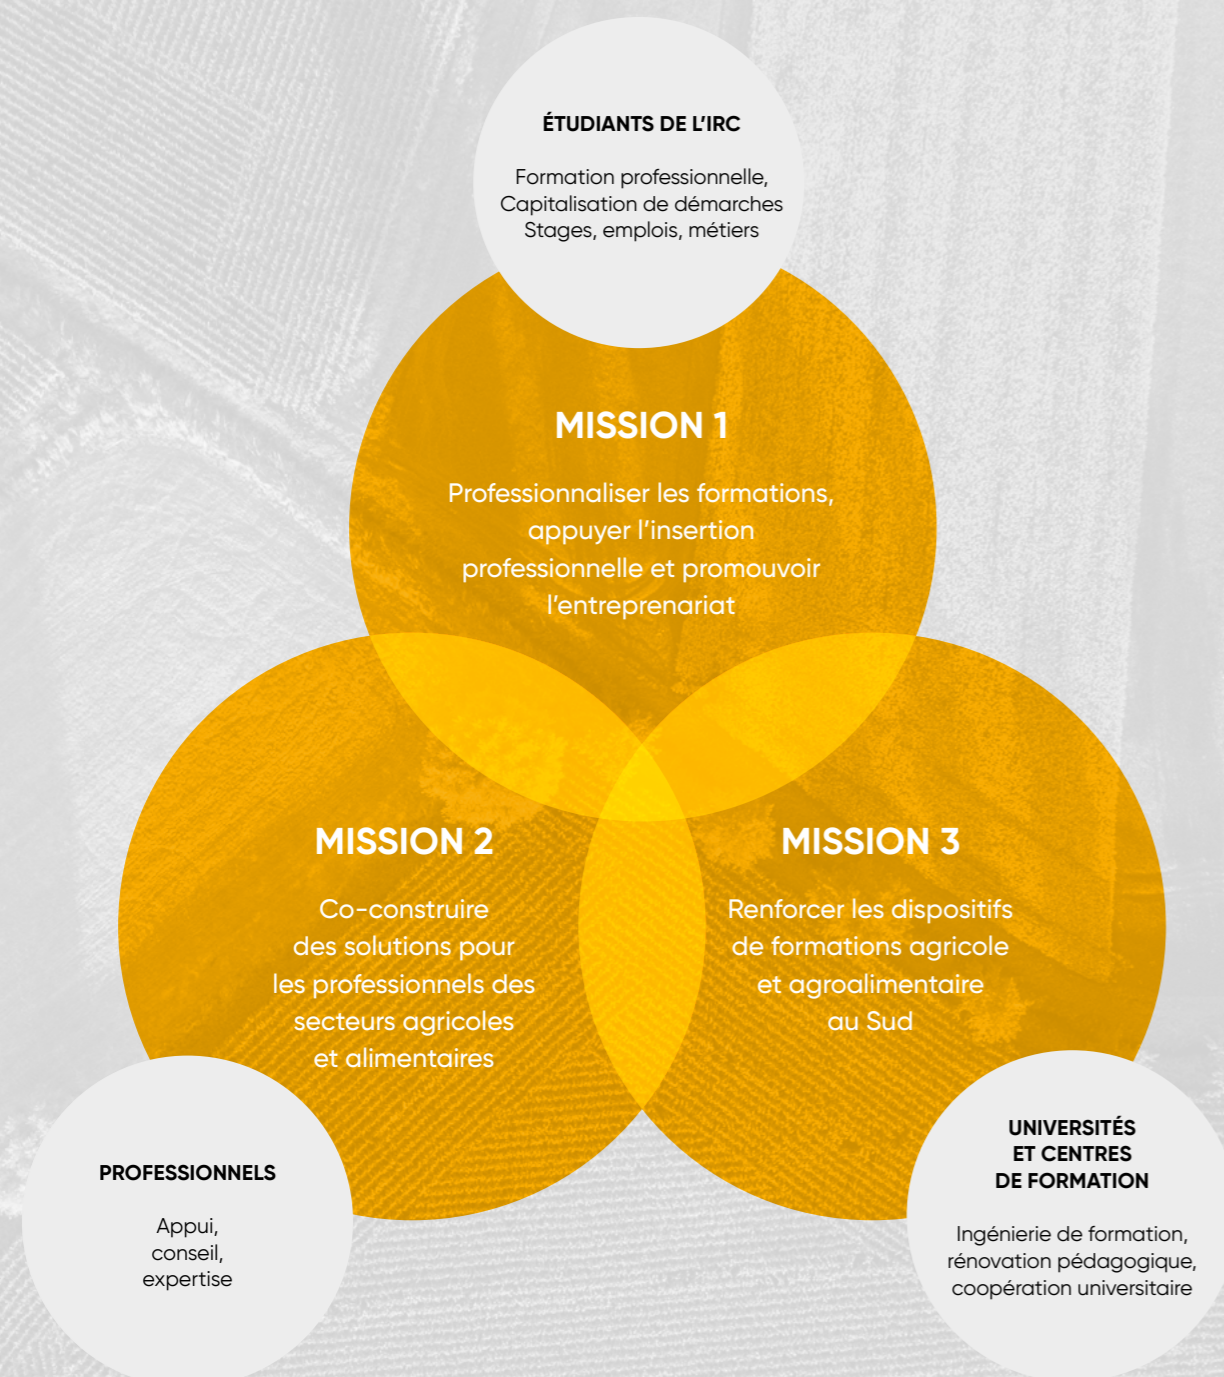 ÉTUDIANTS DE L'IRC
Formation professionnelle,
Capitalisation de démarches
Stages, emplois, métiers
MISSION 1
Professionnaliser les formations,
appuyer l'insertion
professionnelle et promouvoir
l'entreprenariat
MISSION 2
Co-construire
des solutions pour
les professionnels des
secteurs agricoles
et alimentaires
MISSION 3
Renforcer les dispositifs
de formations agricole
et agroalimentaire
au Sud
PROFESSIONNELS
Appui,
conseil,
expertise
UNIVERSITÉS
ET CENTRES
DE FORMATION
Ingénierie de formation,
rénovation pédagogique,
coopération universitaire